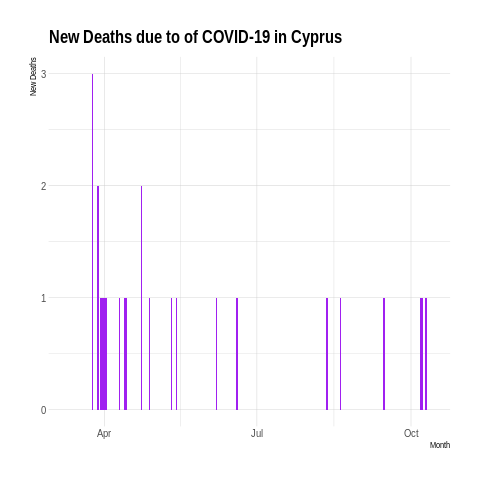 New Deaths due to of COVID-19 in Cyprus
New Deaths
3
2
1
0
Apr
Jul
Oct
Month